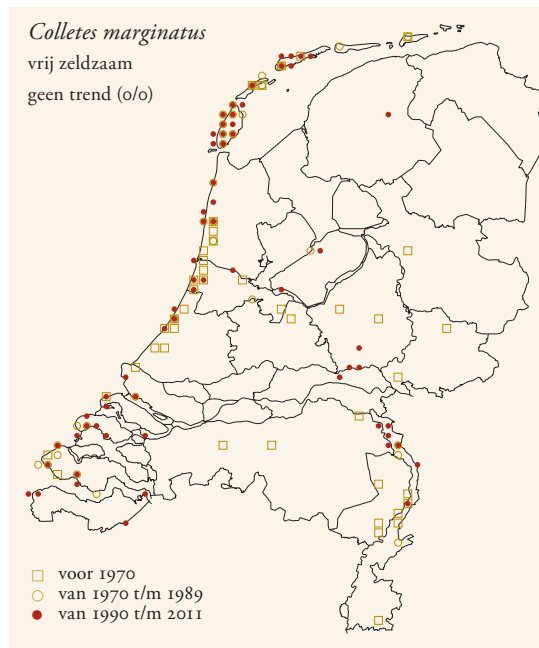 Colletes marginatus
vrij zeldzaam
geen trend (0/0)
voor 1970
van 1970 t/m 1989
van 1990 t/m 2011